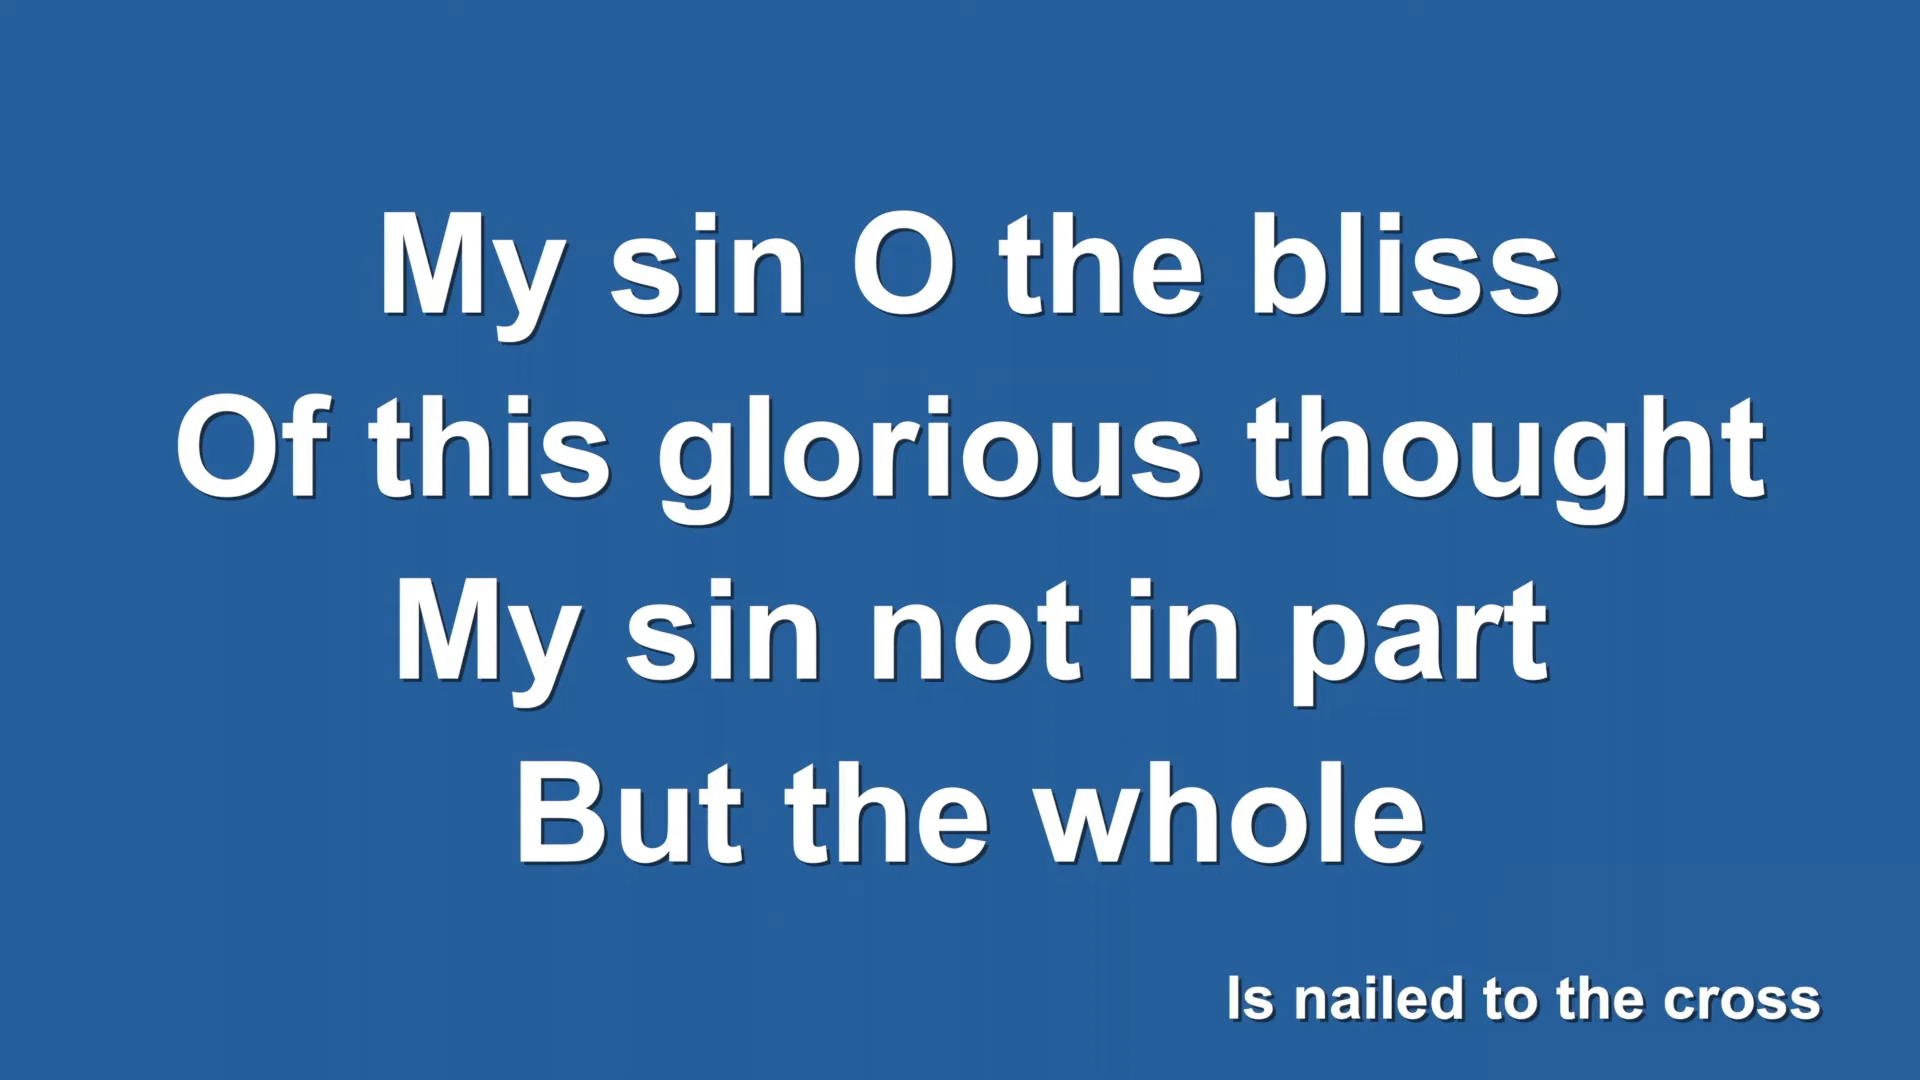 My sin O the bliss
Of this glorious thought
My sin not in part
But the whole
Is nailed to the cross